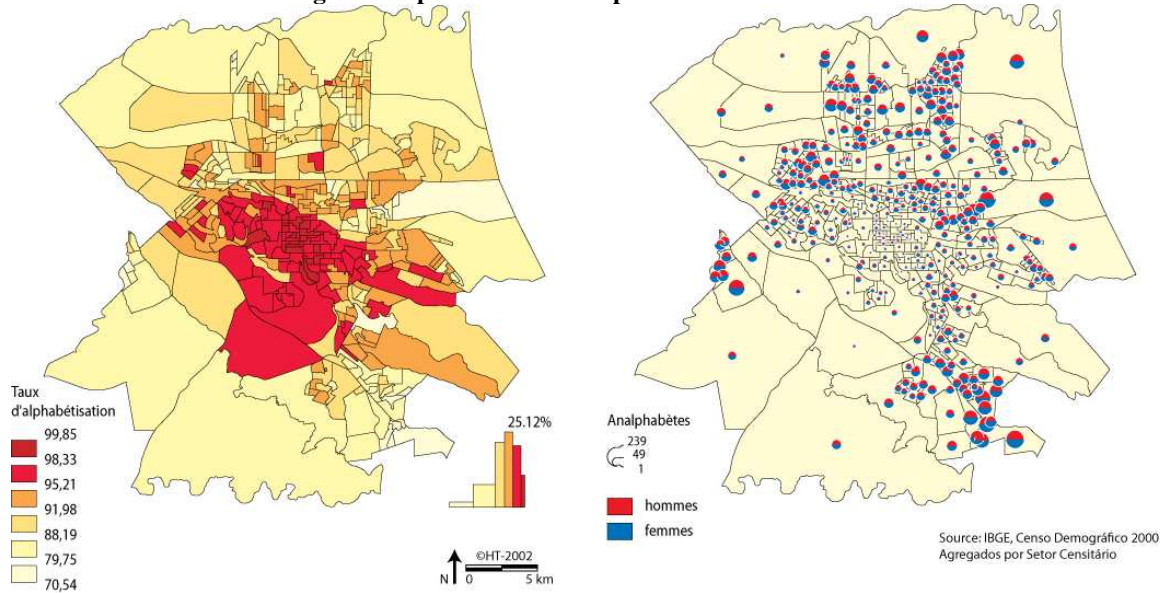 Taux
d'alphabétisation
99,85
98,33
95,21
91,98
88,19
79,75
70,54
25.12%
©HT-2002
N 0 5 km
Analphabètes
239
49
1
hommes
femmes
Source: IBGE, Censo Demográfico 2000
Agregados por Setor Censitário